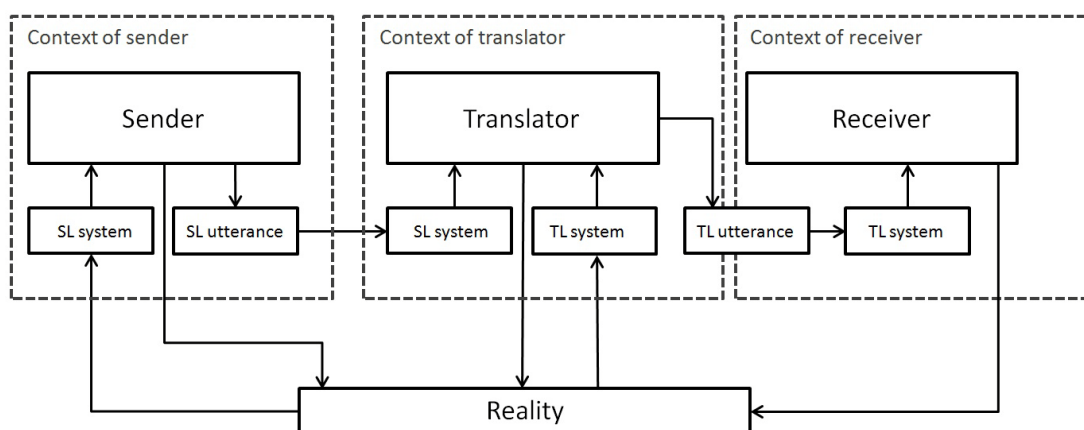 Context of sender
Context of translator
Context of receiver
Sender
Translator
Receiver
SL system
SL utterance
SL system
TL system
TL utterance
TL system
Reality